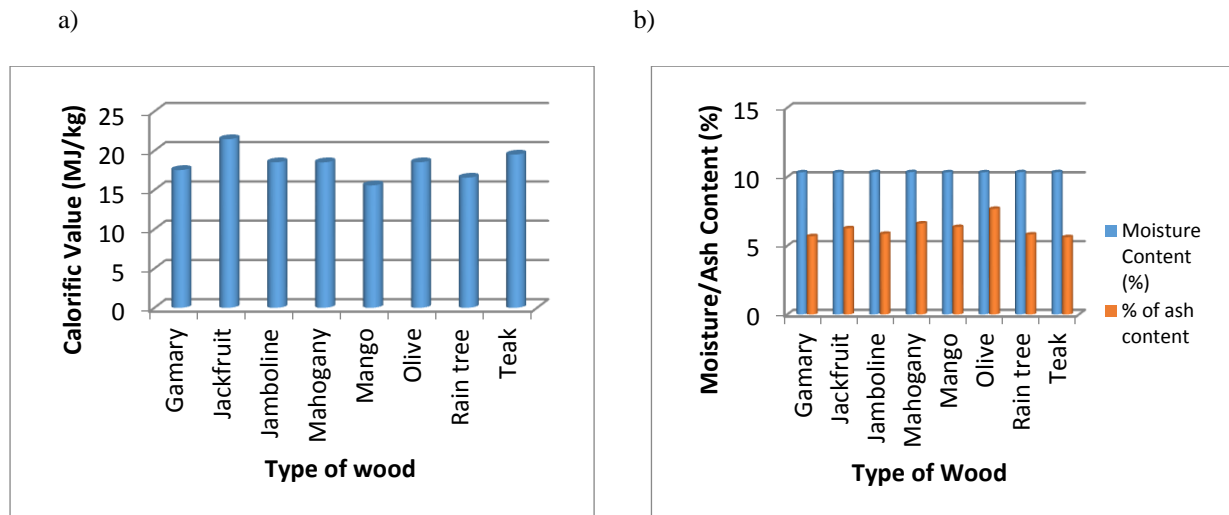 a)
b)
Calorific Value (MJ/kg)
25
20
15
10
5
0
Gamary
Jackfruit
Jamboline
Mahogany
Mango
Olive
Rain tree
Teak
Type of wood
Moisture/Ash Content (%)
15
10
5
0
Gamary
Jackfruit
Jamboline
Mahogany
Mango
Olive
Rain tree
Teak
Type of Wood
Moisture
Content
(%)
% of ash
content